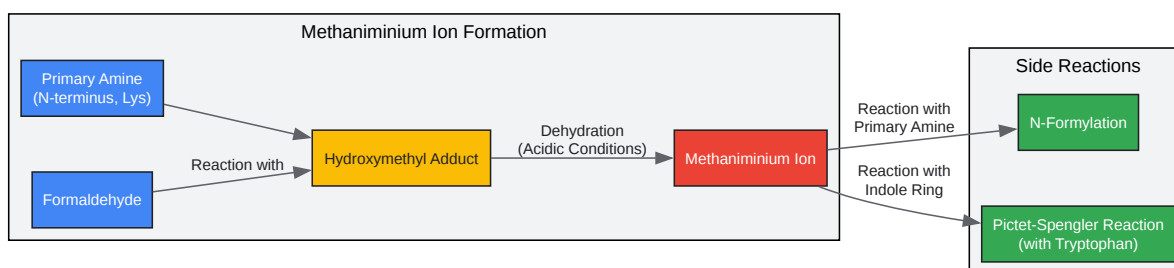 Methaniminium Ion Formation
Primary Amine
(N-terminus, Lys)
Formaldehyde
Reaction with
Hydroxymethyl Adduct
Dehydration
(Acidic Conditions)
Methaniminium Ion
Reaction with
Primary Amine
Reaction with
Indole Ring
Side Reactions
N-Formylation
Pictet-Spengler Reaction
(with Tryptophan)